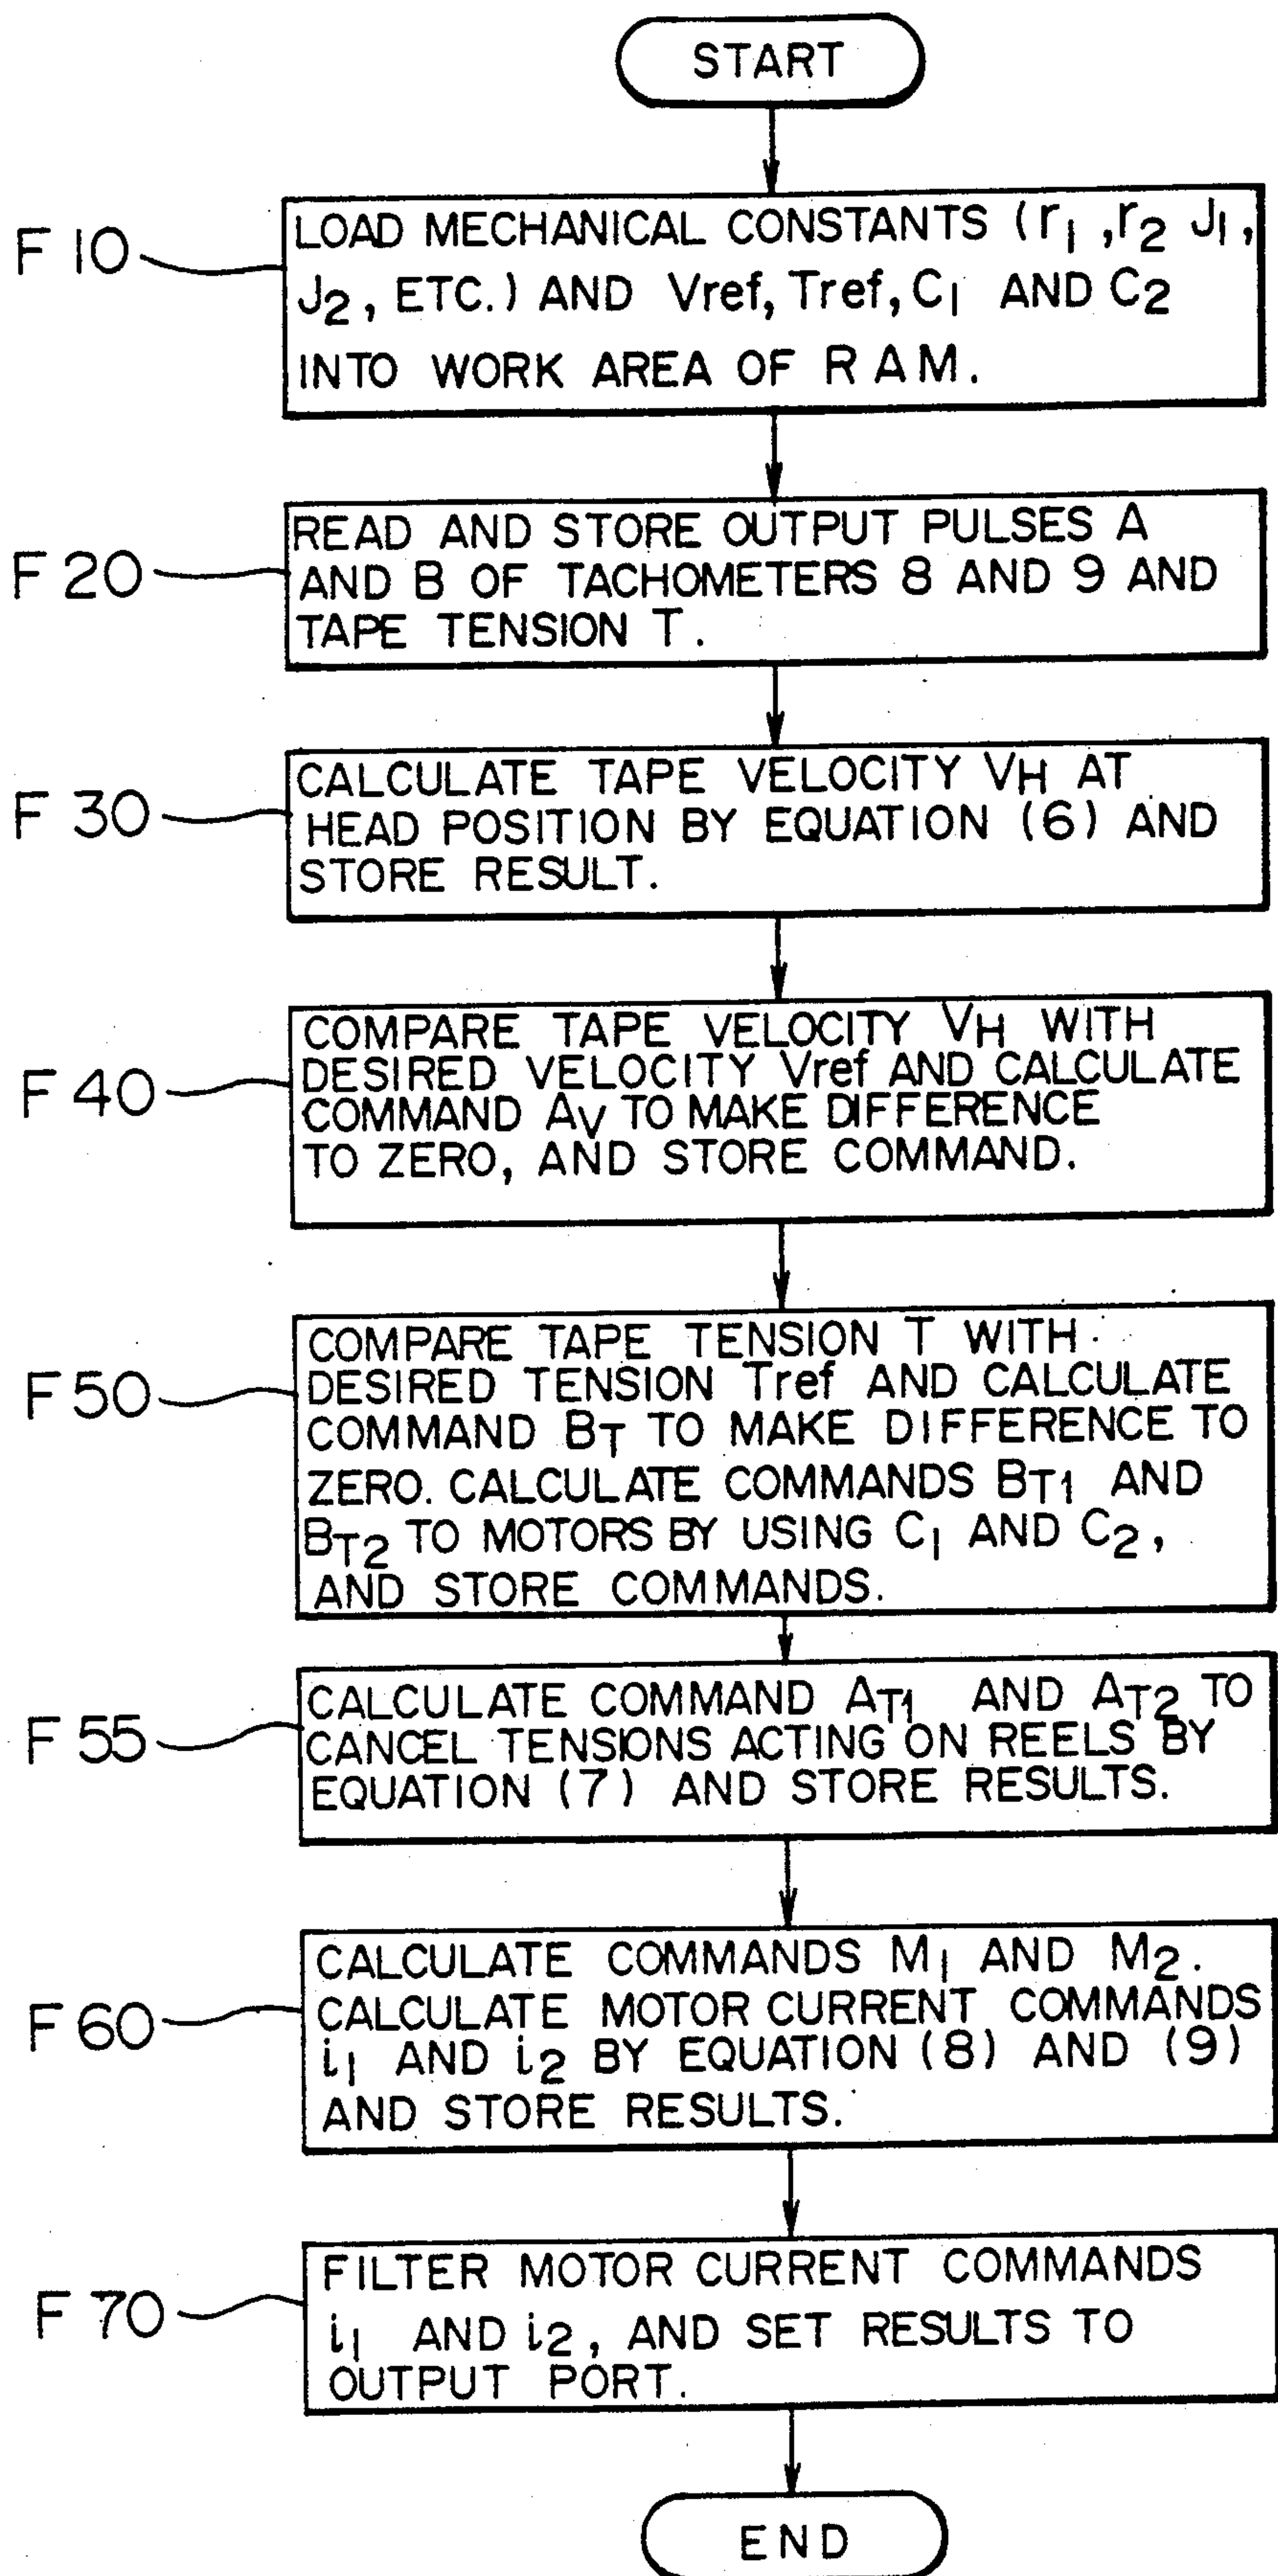 START
F 10
LOAD MECHANICAL CONSTANTS (r₁, r₂ J₁,
J₂, ETC.) AND Vref, Tref, C₁ AND C₂
INTO WORK AREA OF RAM.
F 20
READ AND STORE OUTPUT PULSES A
AND B OF TACHOMETERS 8 AND 9 AND
TAPE TENSION T.
F 30
CALCULATE TAPE VELOCITY VH AT
HEAD POSITION BY EQUATION (6) AND
STORE RESULT.
F 40
COMPARE TAPE VELOCITY VH WITH
DESIRED VELOCITY Vref AND CALCULATE
COMMAND AV TO MAKE DIFFERENCE
TO ZERO, AND STORE COMMAND.
F 50
COMPARE TAPE TENSION T WITH
DESIRED TENSION Tref AND CALCULATE
COMMAND BT TO MAKE DIFFERENCE TO
ZERO. CALCULATE COMMANDS BT1 AND
BT2 TO MOTORS BY USING C₁ AND C₂,
AND STORE COMMANDS.
F 55
CALCULATE COMMAND AT1 AND AT2 TO
CANCEL TENSIONS ACTING ON REELS BY
EQUATION (7) AND STORE RESULTS.
F 60
CALCULATE COMMANDS M₁ AND M₂.
CALCULATE MOTOR CURRENT COMMANDS
i₁ AND i₂ BY EQUATION (8) AND (9)
AND STORE RESULTS.
F 70
FILTER MOTOR CURRENT COMMANDS
i₁ AND i₂, AND SET RESULTS TO
OUTPUT PORT.
END